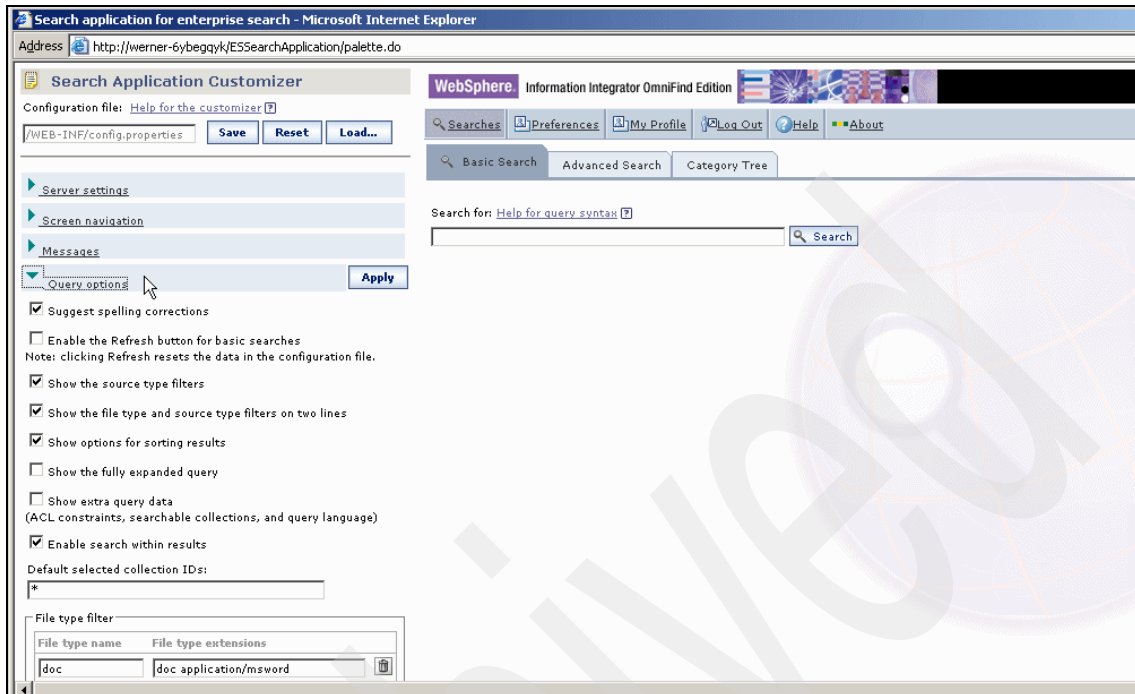 Search application for enterprise search - Microsoft Internet Explorer
Address http://werner-6ybegqyk/ESSearchApplication/palette.do
Search Application Customizer
Configuration file: Help for the customizer ?
/WEB-INF/config.properties Save Reset Load...
Server settings
Screen navigation
Messages
Query options Apply
Suggest spelling corrections
Enable the Refresh button for basic searches
Note: clicking Refresh resets the data in the configuration file.
Show the source type filters
Show the file type and source type filters on two lines
Show options for sorting results
Show the fully expanded query
Show extra query data
(ACL constraints, searchable collections, and query language)
Enable search within results
Default selected collection IDs:
*
File type filter
File type name File type extensions
doc doc application/msword
WebSphere. Information Integrator OmniFind Edition
Searches Preferences My Profile Log Out Help About
Basic Search Advanced Search Category Tree
Search for: Help for query syntax ?
Search